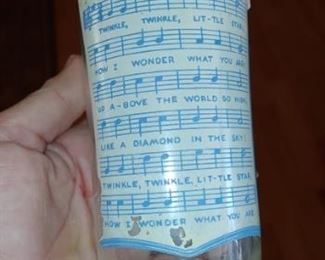 TWINKLE, TWINKLE, LIT-TLE STAR,
HOW I WONDER WHAT YOU ARE!
UP A-BOVE THE WORLD SO HIGH,
LIKE A DIAMOND IN THE SKY!
TWINKLE, TWINKLE, LIT-TLE STAR,
HOW I WONDER WHAT YOU ARE